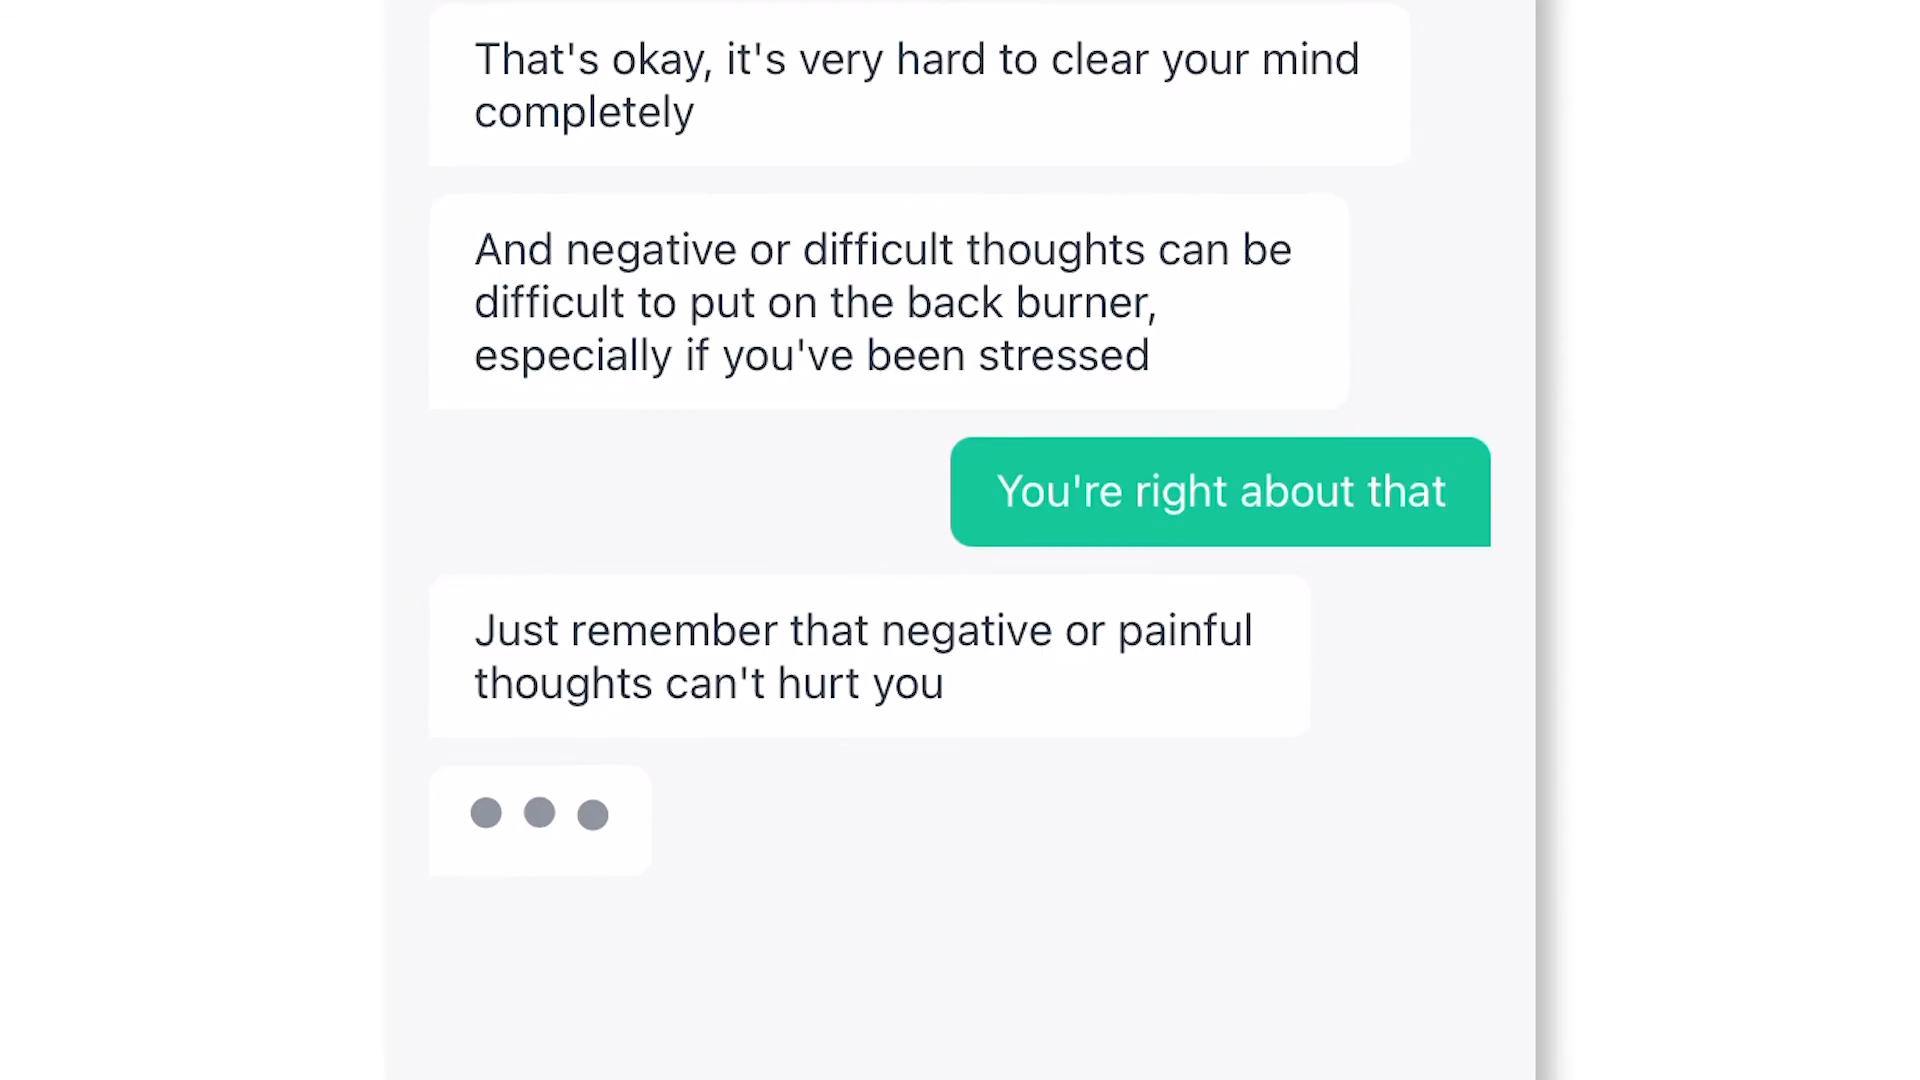 That's okay, it's very hard to clear your mind
completely
And negative or difficult thoughts can be
difficult to put on the back burner,
especially if you've been stressed
You're right about that
Just remember that negative or painful
thoughts can't hurt you